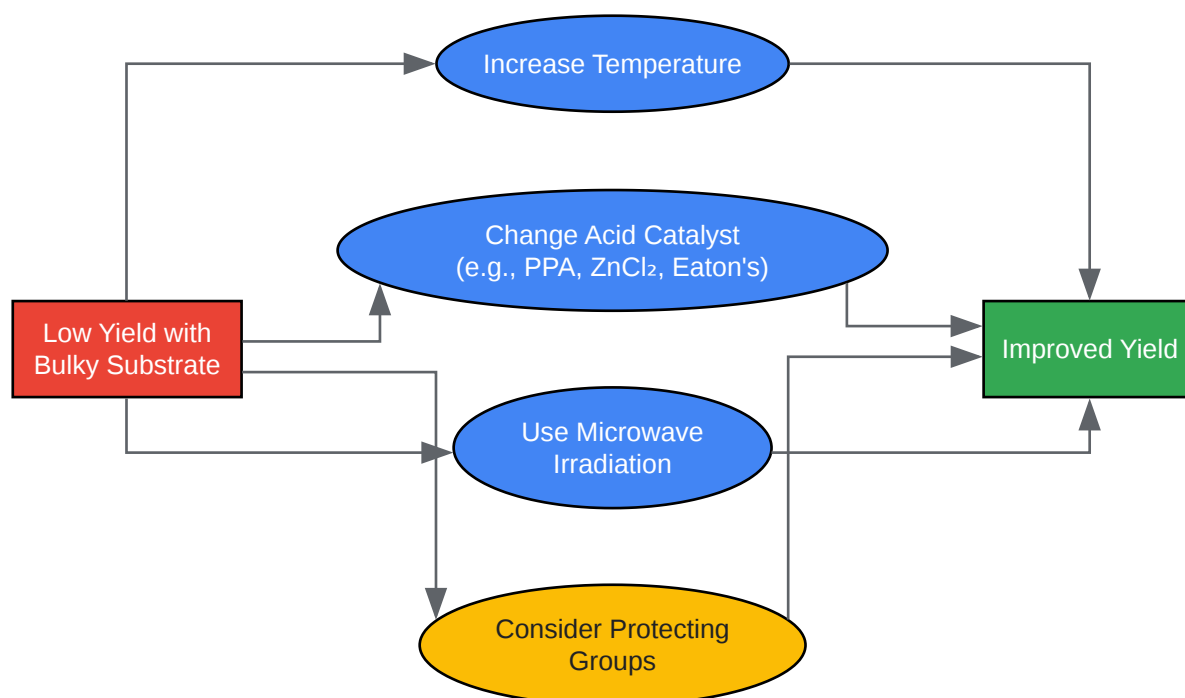 Increase Temperature
Change Acid Catalyst
(e.g., PPA, ZnCl₂, Eaton's)
Low Yield with
Bulky Substrate
Improved Yield
Use Microwave
Irradiation
Consider Protecting
Groups